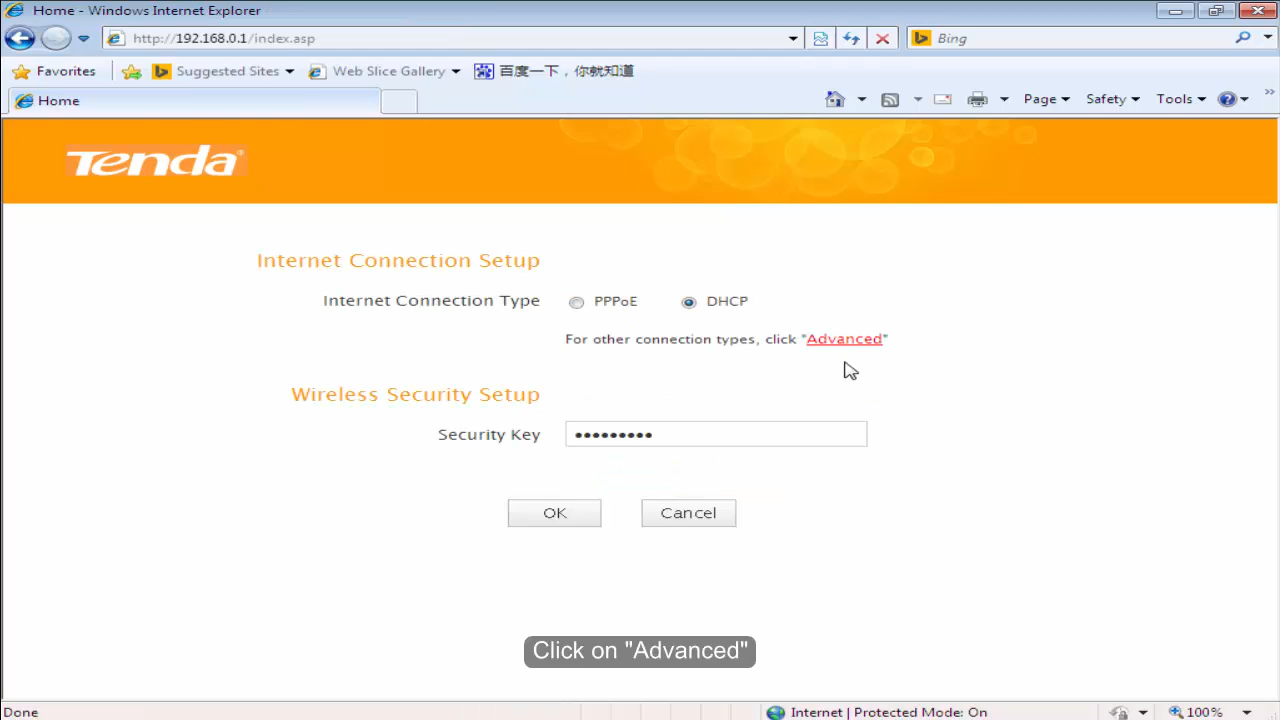 Home - Windows Internet Explorer
http://192.168.0.1/index.asp
Bing
Favorites
Suggested Sites
Web Slice Gallery
百度一下，你就知道
Home
Page
Safety
Tools
»
Tenda
Internet Connection Setup
Internet Connection Type
PPPoE
DHCP
For other connection types, click "Advanced"
Wireless Security Setup
Security Key
•••••••••
OK
Cancel
Click on "Advanced"
Done
Internet | Protected Mode: On
100%